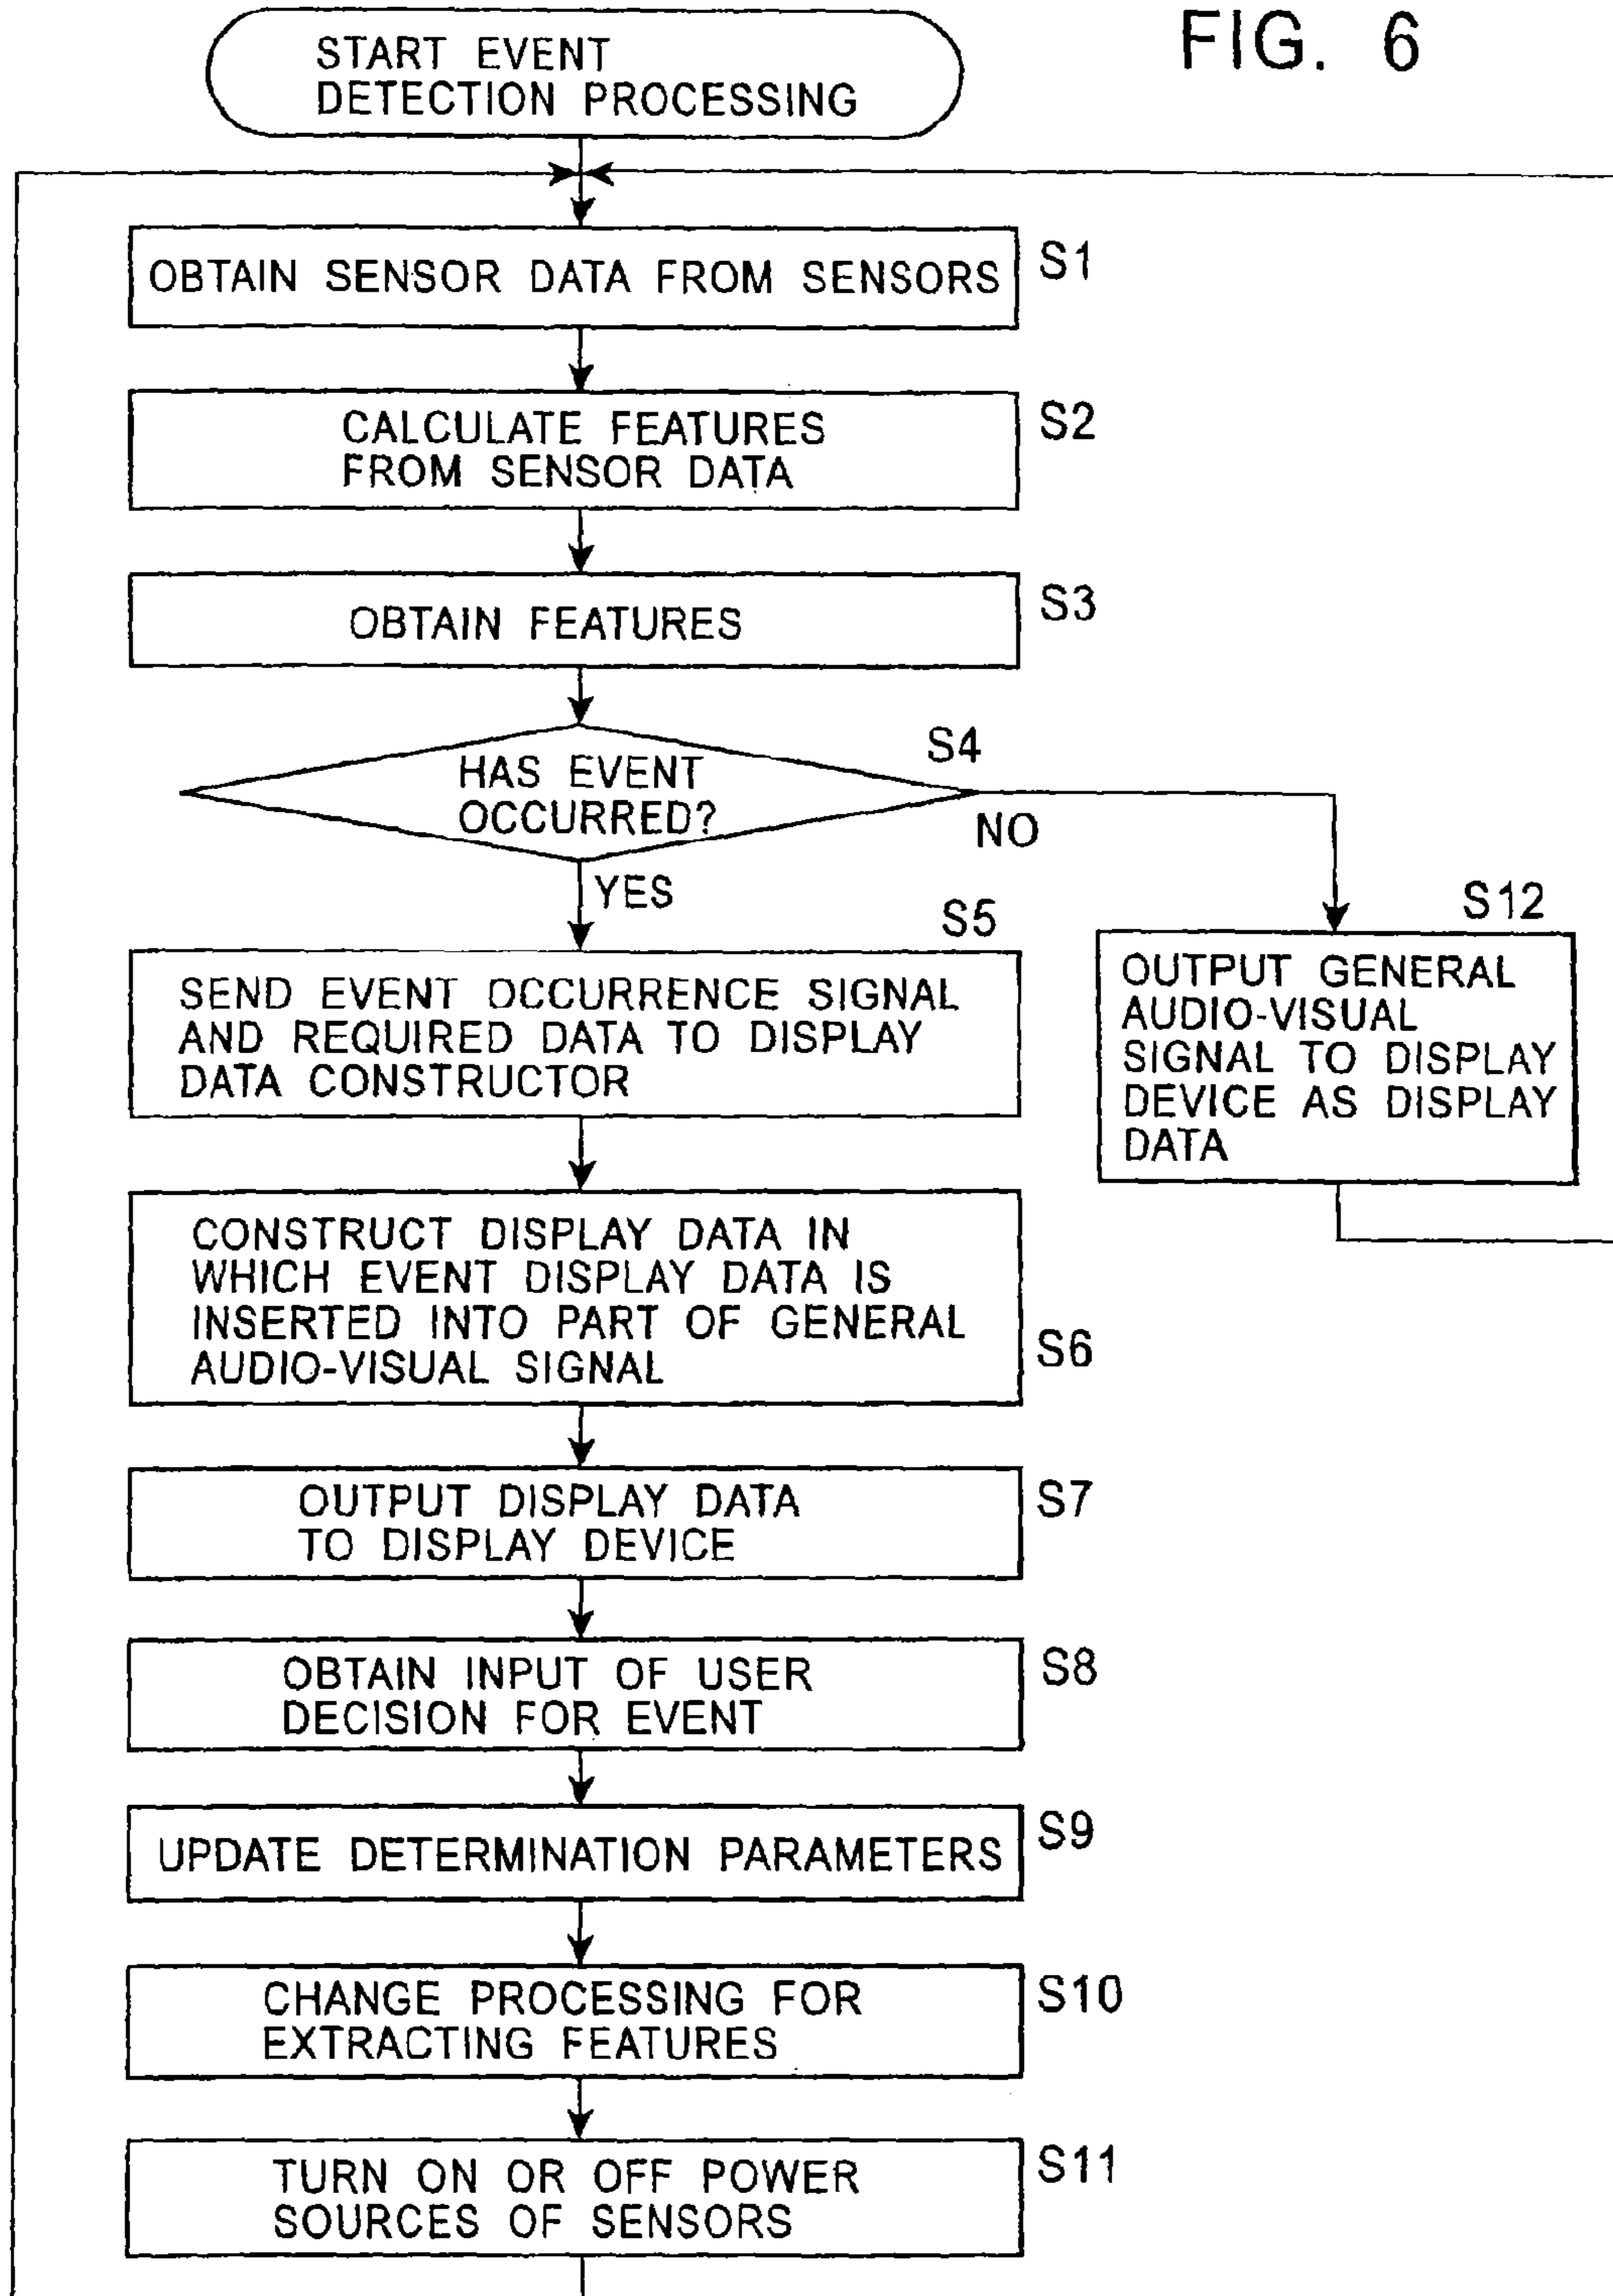 FIG. 6
START EVENT
DETECTION PROCESSING
OBTAIN SENSOR DATA FROM SENSORS
S1
CALCULATE FEATURES
FROM SENSOR DATA
S2
OBTAIN FEATURES
S3
HAS EVENT
OCCURRED?
S4
NO
YES
S5
SEND EVENT OCCURRENCE SIGNAL
AND REQUIRED DATA TO DISPLAY
DATA CONSTRUCTOR
S12
OUTPUT GENERAL
AUDIO-VISUAL
SIGNAL TO DISPLAY
DEVICE AS DISPLAY
DATA
CONSTRUCT DISPLAY DATA IN
WHICH EVENT DISPLAY DATA IS
INSERTED INTO PART OF GENERAL
AUDIO-VISUAL SIGNAL
S6
OUTPUT DISPLAY DATA
TO DISPLAY DEVICE
S7
OBTAIN INPUT OF USER
DECISION FOR EVENT
S8
UPDATE DETERMINATION PARAMETERS
S9
CHANGE PROCESSING FOR
EXTRACTING FEATURES
S10
TURN ON OR OFF POWER
SOURCES OF SENSORS
S11